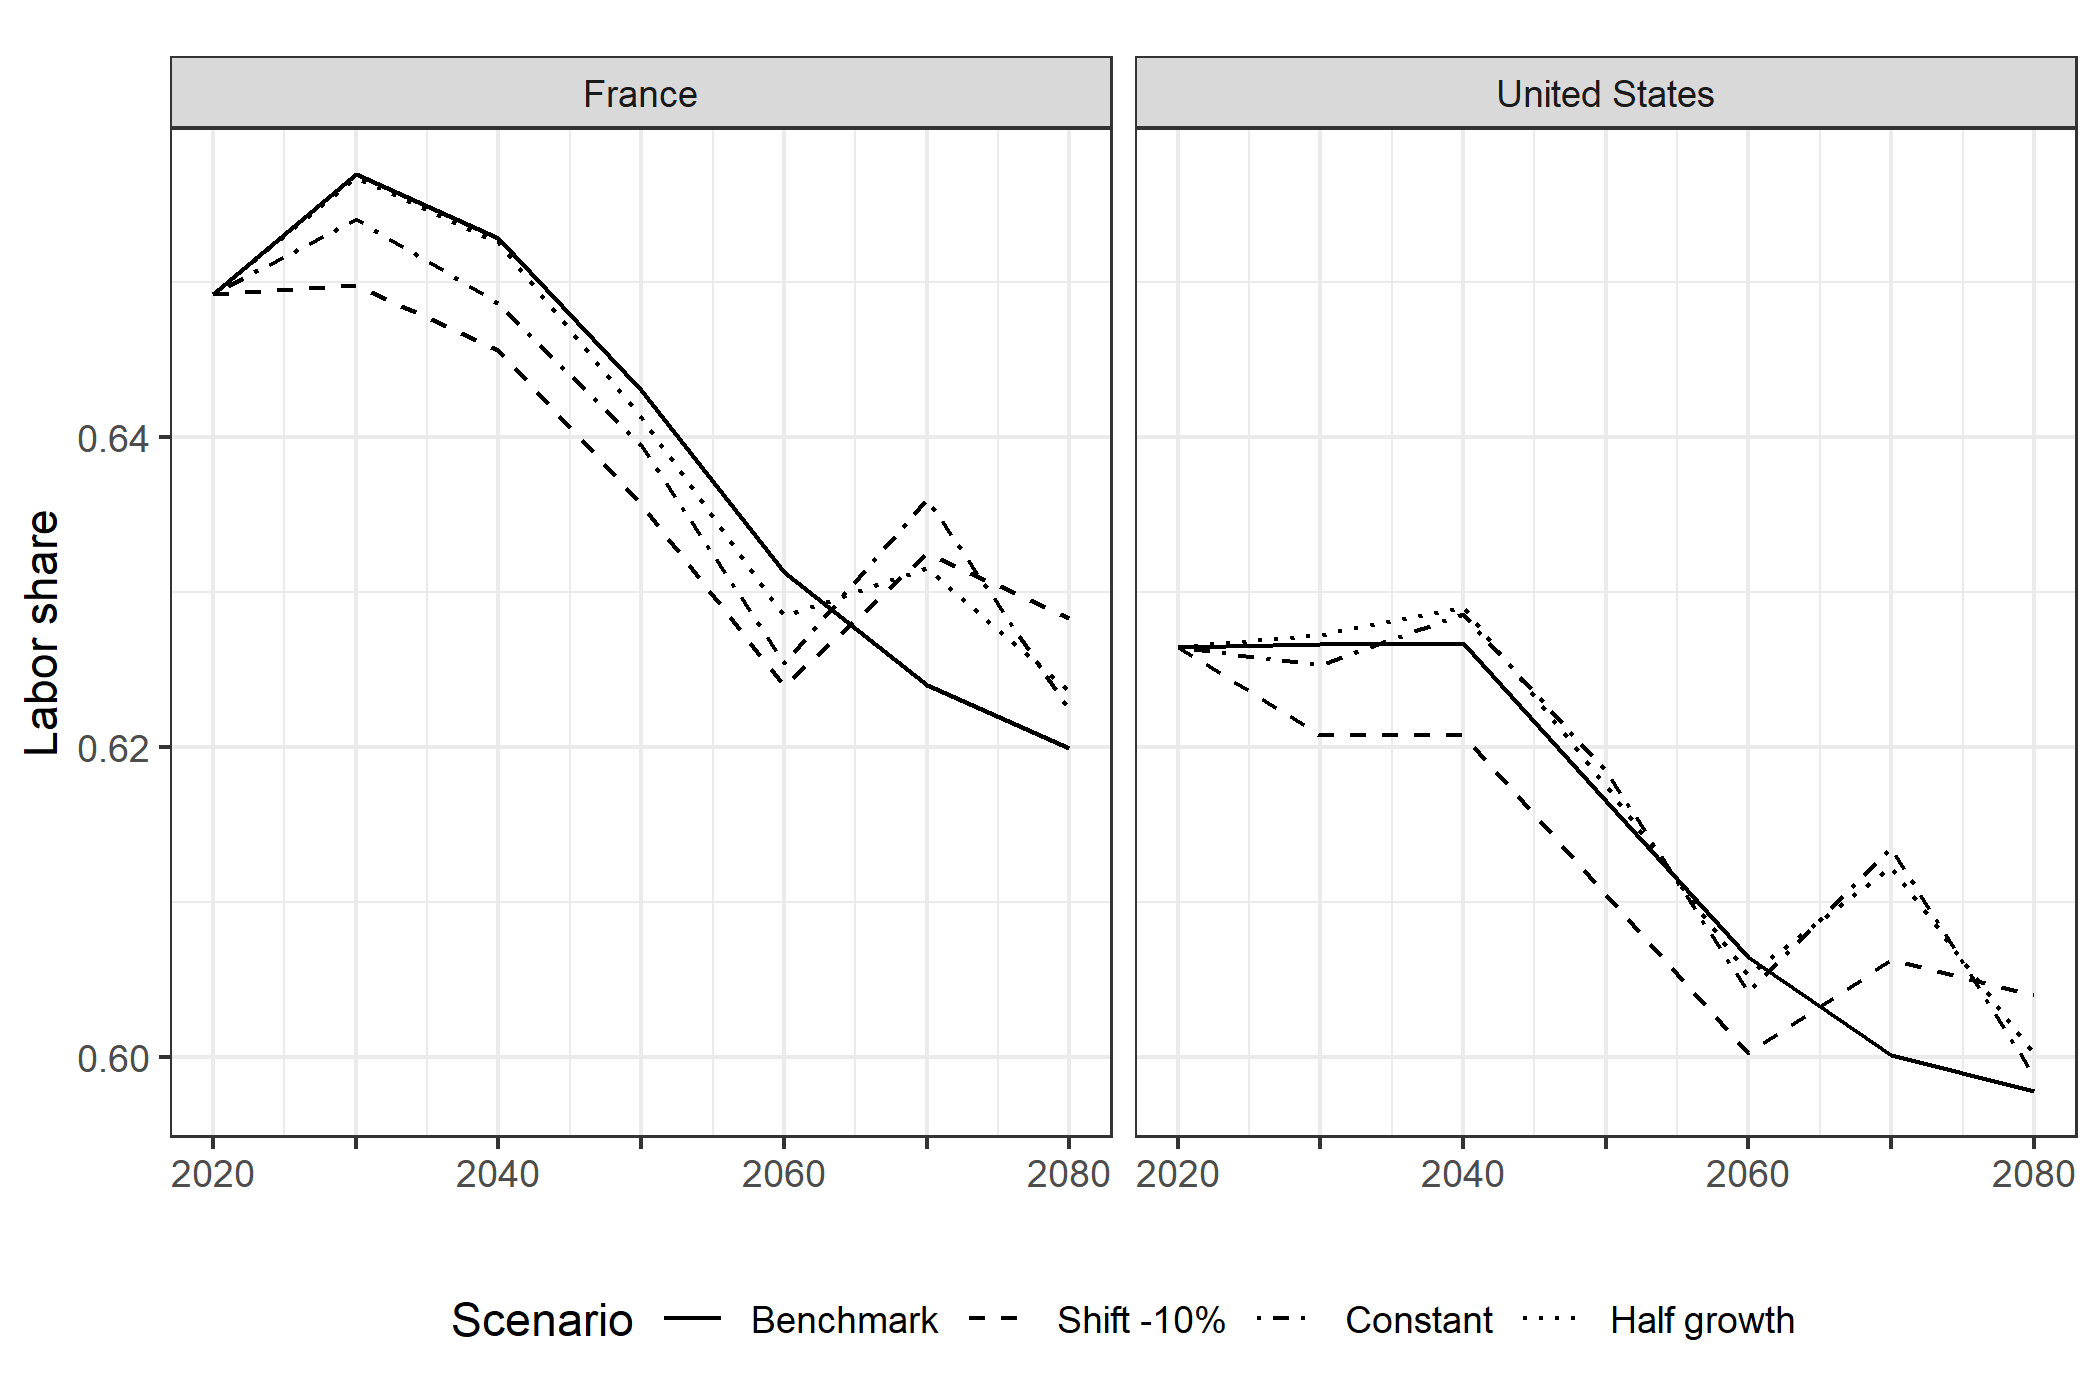 France
United States
Labor share
0.64
0.62
0.60
2020 2040 2060 2080
2020 2040 2060 2080
Scenario Benchmark Shift -10% Constant Half growth